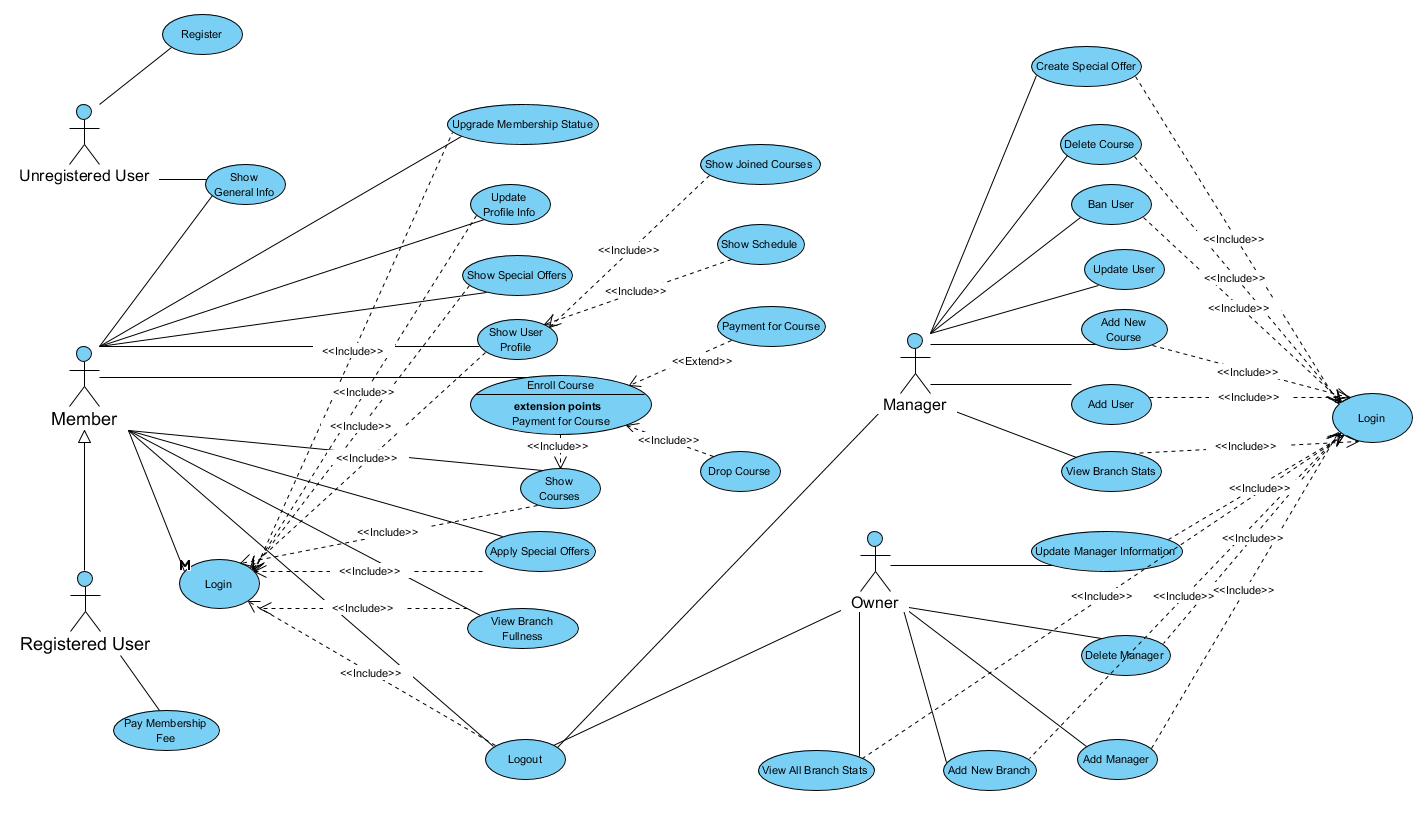 Register
Unregistered User
Show
General Info
Upgrade Membership Statue
Update
Profile Info
Show Special Offers
Show User
Profile
Show Joined Courses
Show Schedule
Payment for Course
<<Include>>
<<Include>>
<<Extend>>
Enroll Course
extension points
Payment for Course
<<Include>>
<<Include>>
Drop Course
Show
Courses
Member
<<Include>>
<<Include>>
<<Include>>
<<Include>>
<<Include>>
Apply Special Offers
<<Include>>
View Branch
Fullness
<<Include>>
<<Include>>
M
Login
Registered User
Pay Membership
Fee
Logout
Create Special Offer
Delete Course
Ban User
Update User
Add New
Course
Add User
View Branch Stats
Manager
<<Include>>
<<Include>>
<<Include>>
<<Include>>
<<Include>>
<<Include>>
Login
Owner
Update Manager Information
Delete Manager
Add Manager
Add New Branch
View All Branch Stats
<<Include>>
<<Include>>
<<Include>>
<<Include>>
<<Include>>